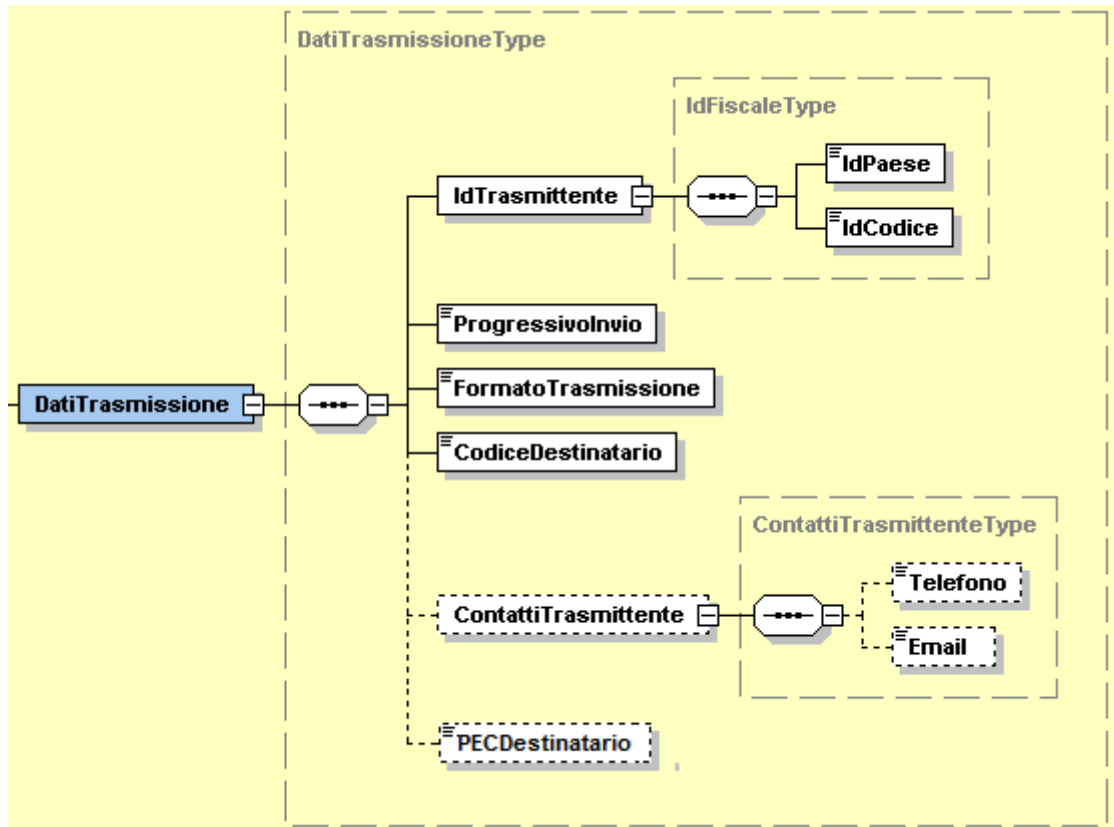 DatiTrasmissioneType
IdFiscaleType
IdPaese
IdTrasmittente
IdCodice
ProgressivoInvio
FormatoTrasmissione
DatiTrasmissione
CodiceDestinatario
ContattiTrasmittenteType
Telefono
ContattiTrasmittente
Email
PECDestinatario